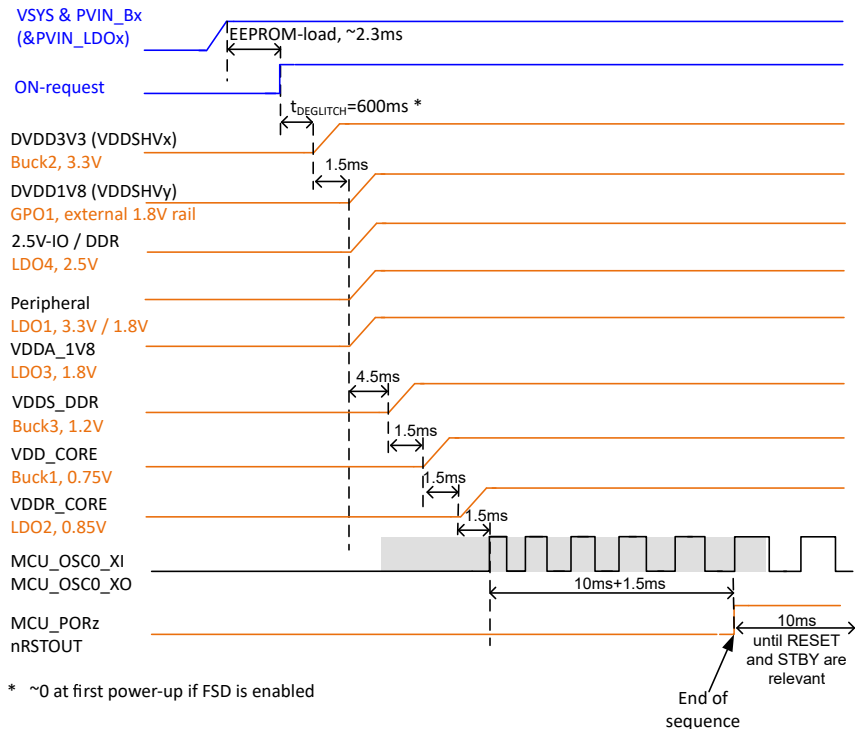 VSYS & PVIN_Bx
(&PVIN_LDOx)
EEPROM-load, ~2.3ms
ON-request
tDEGLITCH=600ms *
DVDD3V3 (VDDSHVx)
Buck2, 3.3V
1.5ms
DVDD1V8 (VDDSHVy)
GPO1, external 1.8V rail
2.5V-IO / DDR
LDO4, 2.5V
Peripheral
LDO1, 3.3V / 1.8V
VDDA_1V8
LDO3, 1.8V
4.5ms
VDDS_DDR
Buck3, 1.2V
1.5ms
VDD_CORE
Buck1, 0.75V
1.5ms
VDDR_CORE
LDO2, 0.85V
1.5ms
MCU_OSC0_XI
MCU_OSC0_XO
10ms+1.5ms
MCU_PORz
nRSTOUT
10ms
until RESET
and STBY are
relevant
* ~0 at first power-up if FSD is enabled
End of
sequence